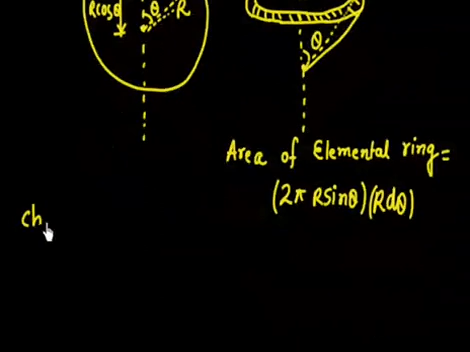 Rcosθ θ R
θ
Area of Elemental ring =
(2π Rsinθ)(Rdθ)
ch